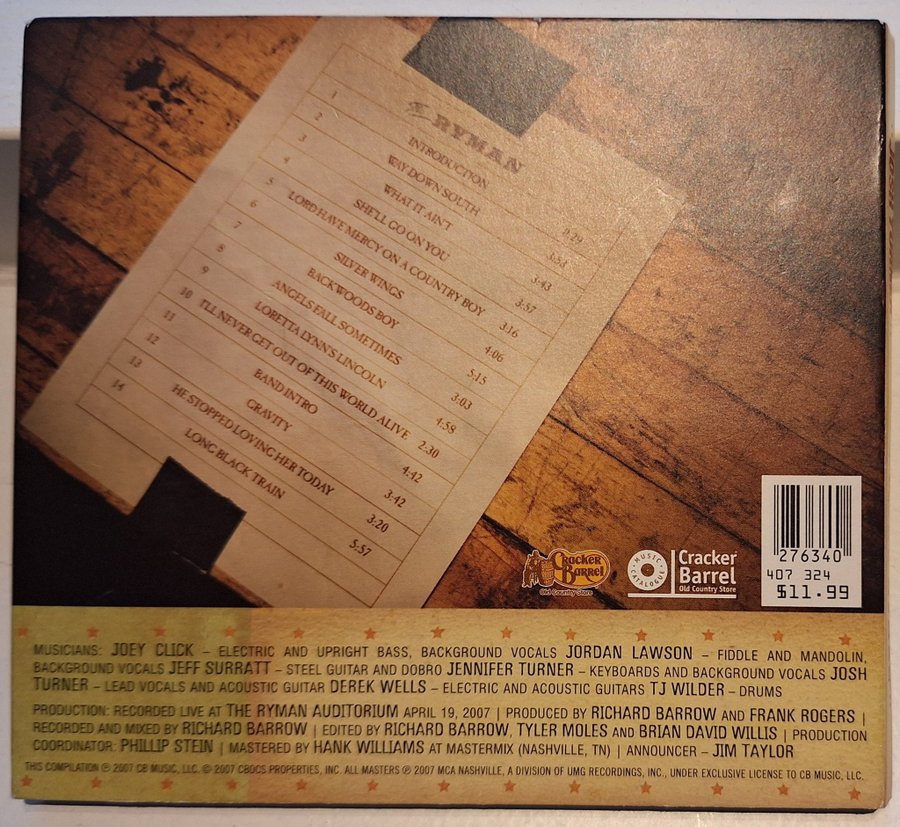 The RYMAN
1 INTRODUCTION 0:29
2 WAY DOWN SOUTH
3 WHAT IT AIN'T 3:43
4 SHE'LL GO ON YOU 3:57
5 LORD HAVE MERCY ON A COUNTRY BOY 3:16
6 SILVER WINGS 4:06
7 BACKWOODS BOY 5:15
8 ANGELS FALL SOMETIMES 3:03
9 LORETTA LYNN'S LINCOLN 4:58
10 I'LL NEVER GET OUT OF THIS WORLD ALIVE 2:30
11 BAND INTRO 4:42
12 GRAVITY 3:42
13 HE STOPPED LOVING HER TODAY 3:20
14 LONG BLACK TRAIN 5:57
Cracker Barrel
Old Country Store
MUSIC CATALOGUE
Cracker
Barrel
Old Country Store
276340
407 324
$11.99
MUSICIANS: JOEY CLICK – ELECTRIC AND UPRIGHT BASS, BACKGROUND VOCALS JORDAN LAWSON – FIDDLE AND MANDOLIN,
BACKGROUND VOCALS JEFF SURRATT – STEEL GUITAR AND DOBRO JENNIFER TURNER – KEYBOARDS AND BACKGROUND VOCALS JOSH
TURNER – LEAD VOCALS AND ACOUSTIC GUITAR DEREK WELLS – ELECTRIC AND ACOUSTIC GUITARS TJ WILDER – DRUMS
PRODUCTION: RECORDED LIVE AT THE RYMAN AUDITORIUM APRIL 19, 2007 | PRODUCED BY RICHARD BARROW AND FRANK ROGERS |
RECORDED AND MIXED BY RICHARD BARROW | EDITED BY RICHARD BARROW, TYLER MOLES AND BRIAN DAVID WILLIS | PRODUCTION
COORDINATOR: PHILLIP STEIN | MASTERED BY HANK WILLIAMS AT MASTERMIX (NASHVILLE, TN) | ANNOUNCER – JIM TAYLOR
THIS COMPILATION ℗ 2007 CB MUSIC, LLC. © 2007 CBOCS PROPERTIES, INC. ALL MASTERS ℗ 2007 MCA NASHVILLE, A DIVISION OF UMG RECORDINGS, INC., UNDER EXCLUSIVE LICENSE TO CB MUSIC, LLC.